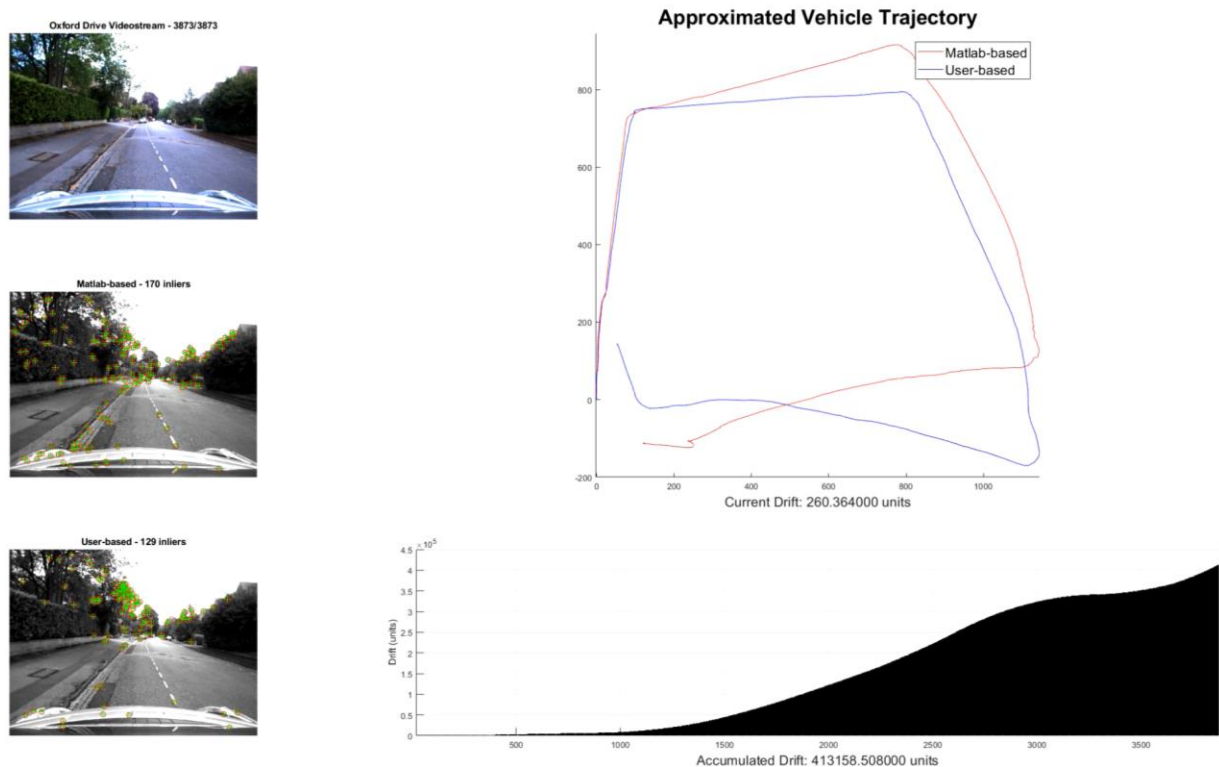 Oxford Drive Videostream - 3873/3873
Matlab-based - 170 inliers
User-based - 129 inliers
Approximated Vehicle Trajectory
Matlab-based
User-based
800
600
400
200
0
-200
0 200 400 600 800 1000
Current Drift: 260.364000 units
×10⁵
4.5
4
3.5
3
2.5
2
1.5
1
0.5
0
Drift (units)
500 1000 1500 2000 2500 3000 3500
Accumulated Drift: 413158.508000 units